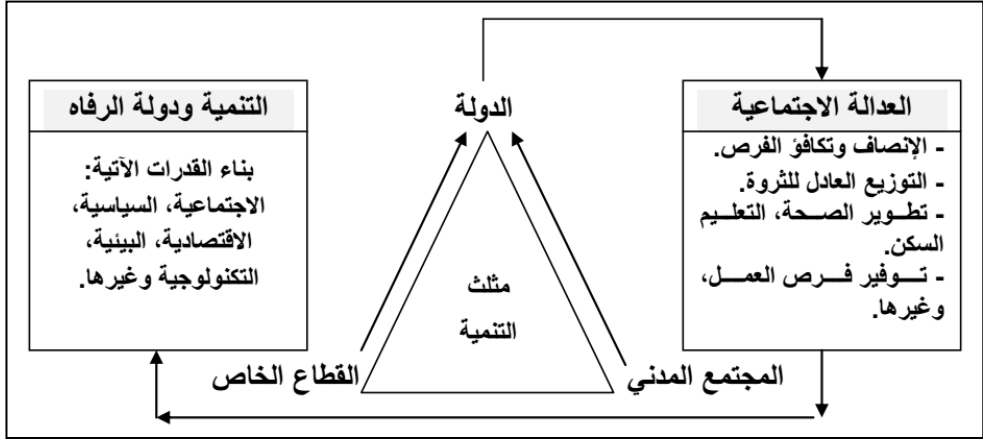 العدالة الاجتماعية
- الإنصاف وتكافؤ الفرص.
- التوزيع العادل للثروة.
- تطوير الصحة، التعليم
السكن.
- توفير فرص العمل،
وغيرها.
الدولة
مثلث
التنمية
المجتمع المدني
القطاع الخاص
التنمية ودولة الرفاه
بناء القدرات الآتية:
الاجتماعية، السياسية،
الاقتصادية، البيئية،
التكنولوجية وغيرها.